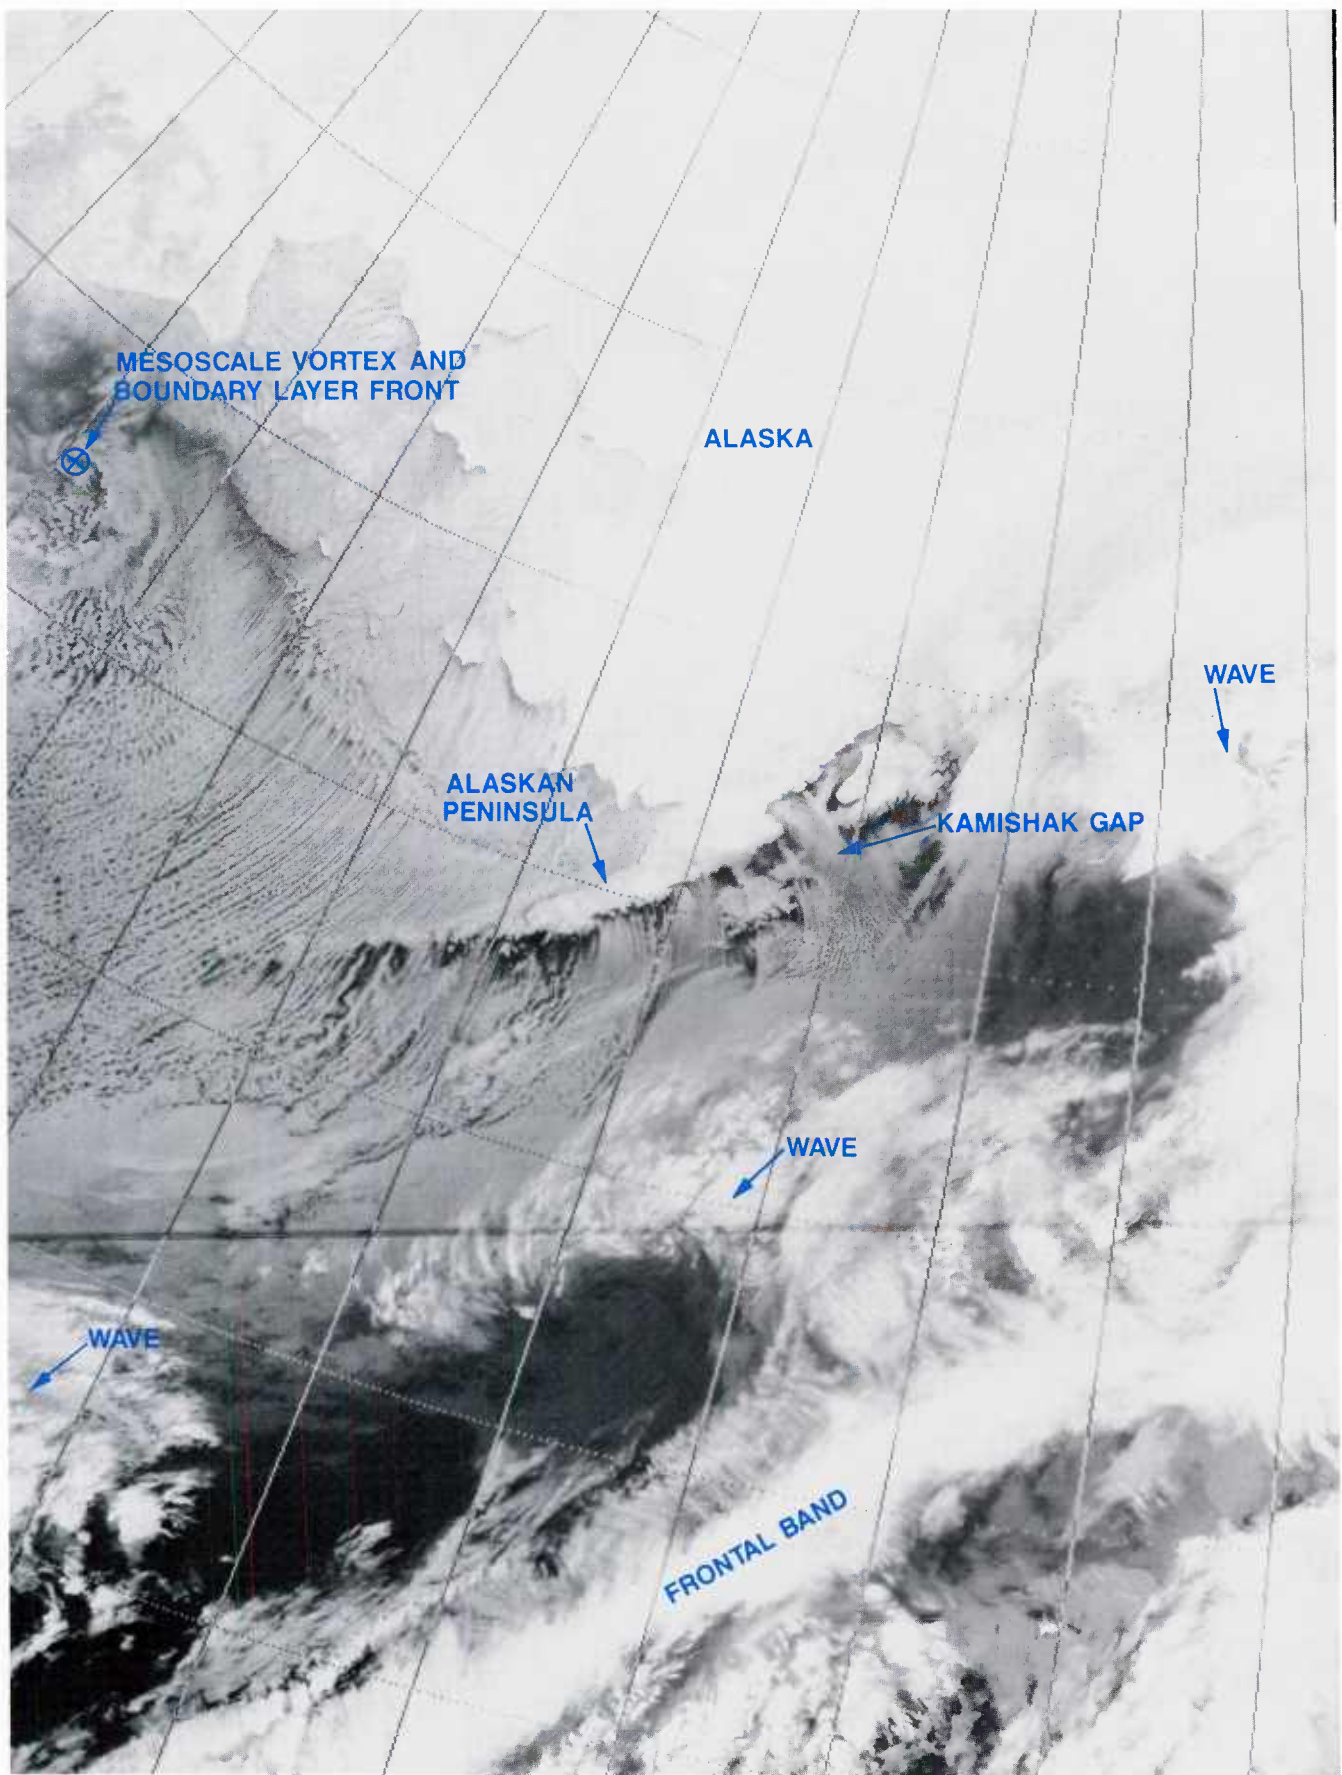 MESOSCALE VORTEX AND
BOUNDARY LAYER FRONT
ALASKA
WAVE
ALASKAN
PENINSULA
KAMISHAK GAP
WAVE
WAVE
FRONTAL BAND